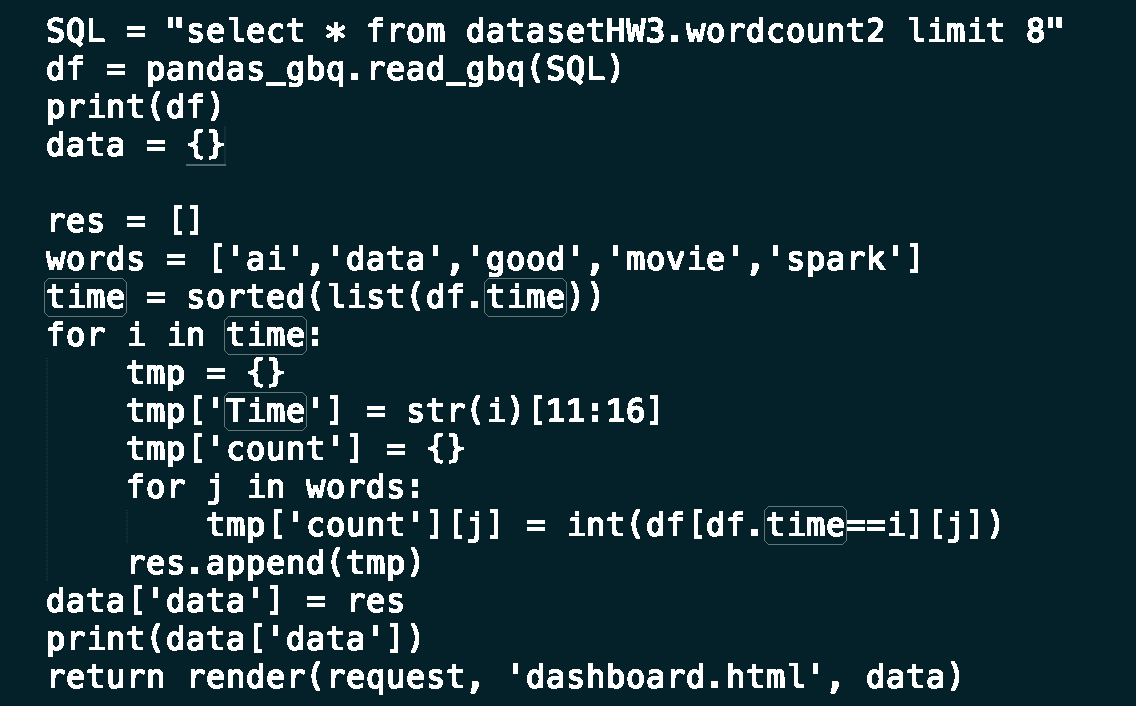 SQL = "select * from datasetHW3.wordcount2 limit 8"
df = pandas_gbq.read_gbq(SQL)
print(df)
data = {}
res = []
words = ['ai','data','good','movie','spark']
time = sorted(list(df.time))
for i in time:
    tmp = {}
    tmp['Time'] = str(i)[11:16]
    tmp['count'] = {}
    for j in words:
        tmp['count'][j] = int(df[df.time==i][j])
    res.append(tmp)
data['data'] = res
print(data['data'])
return render(request, 'dashboard.html', data)